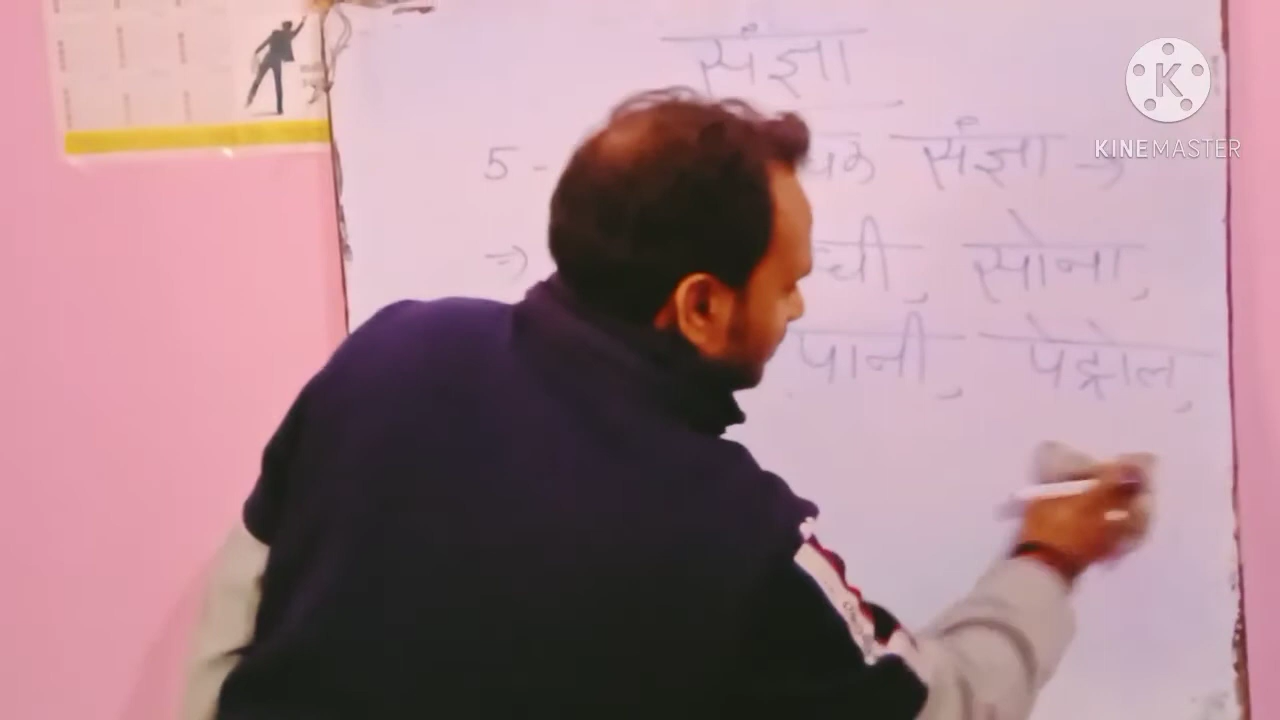 संज्ञा
5 - संज्ञा →
⇒ सोना,
पानी, पेट्रोल,
KINEMASTER